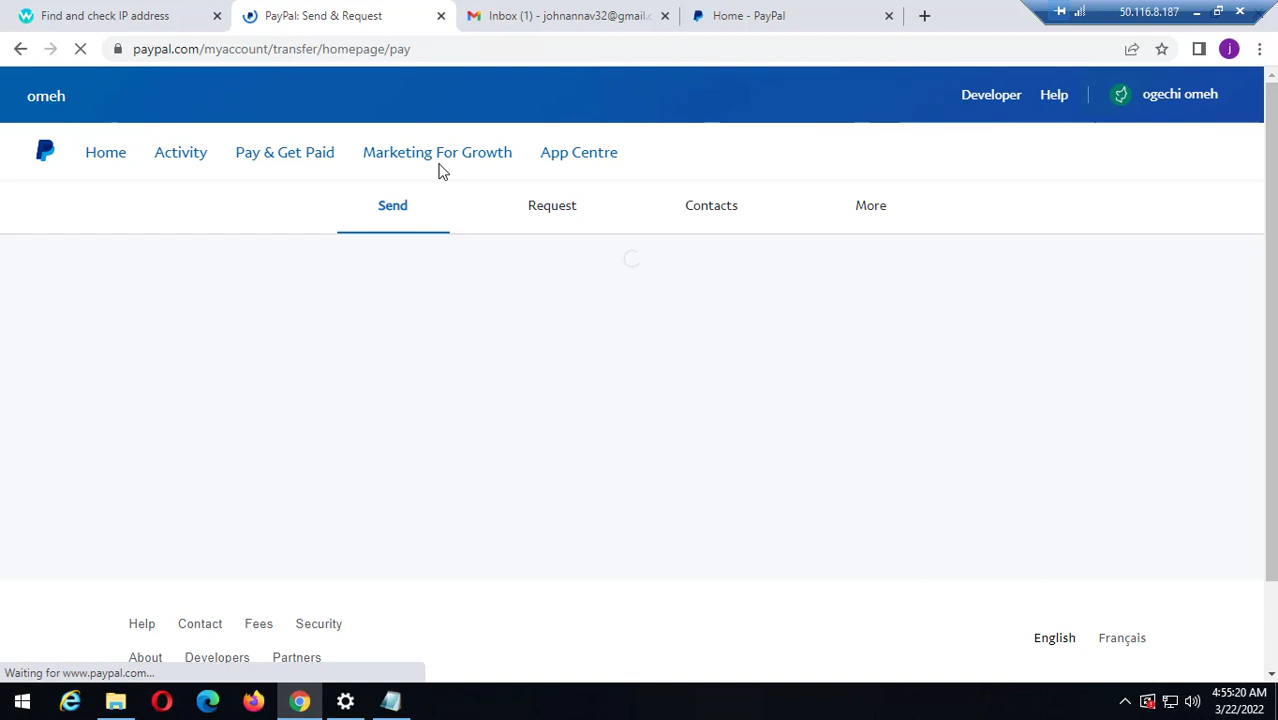 Find and check IP address
PayPal: Send & Request
Inbox (1) - johnannav32@gmail.c
Home - PayPal
50.116.8.187
paypal.com/myaccount/transfer/homepage/pay
j
omeh
Developer
Help
ogechi omeh
Home
Activity
Pay & Get Paid
Marketing For Growth
App Centre
Send
Request
Contacts
More
Help
Contact
Fees
Security
English
Français
About
Developers
Partners
Waiting for www.paypal.com...
4:55:20 AM
3/22/2022